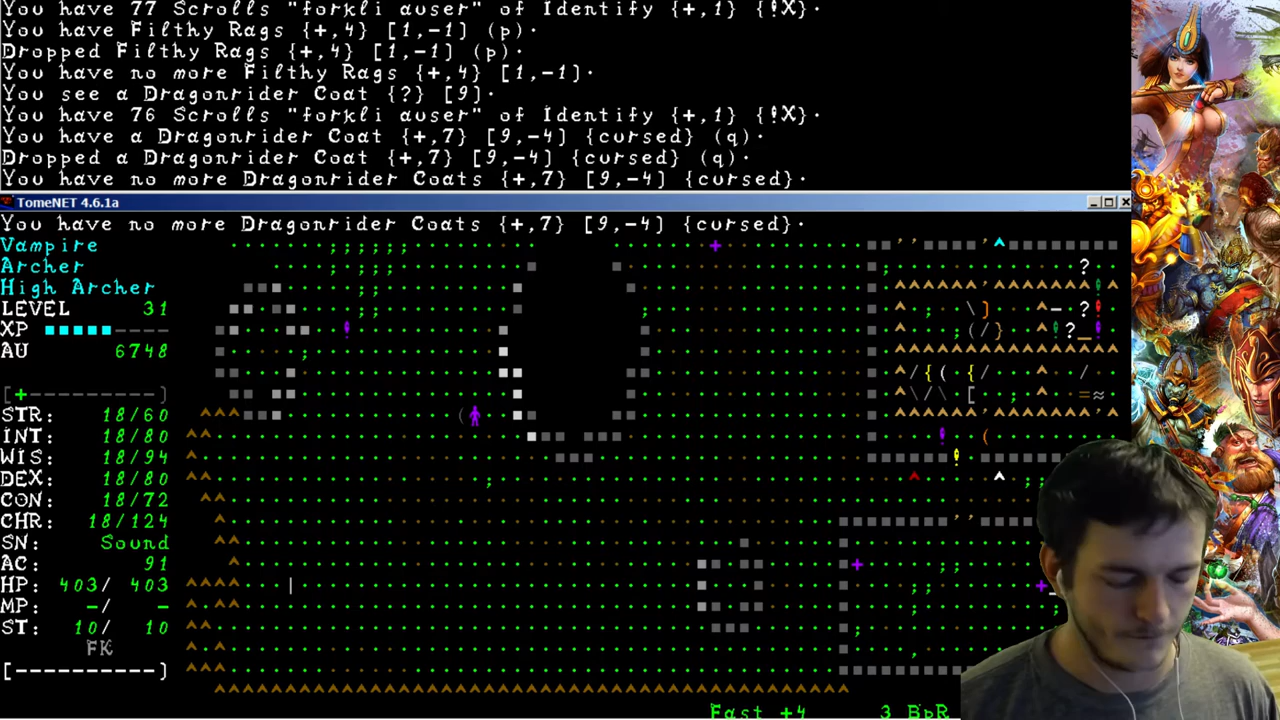 You have 77 Scrolls "forkli auser" of Identify {+,1} {!X}.
You have Filthy Rags {+,4} [1,-1] (p).
Dropped Filthy Rags {+,4} [1,-1] (p).
You have no more Filthy Rags {+,4} [1,-1].
You see a Dragonrider Coat {?} [9].
You have 76 Scrolls "forkli auser" of Identify {+,1} {!X}.
You have a Dragonrider Coat {+,7} [9,-4] {cursed} (q).
Dropped a Dragonrider Coat {+,7} [9,-4] {cursed} (q).
You have no more Dragonrider Coats {+,7} [9,-4] {cursed}.
TomeNET 4.6.1a
You have no more Dragonrider Coats {+,7} [9,-4] {cursed}.
Vampire
Archer
High Archer
LEVEL 31
XP
AU 6748
[+----------)
STR: 18/60
INT: 18/80
WIS: 18/94
DEX: 18/80
CON: 18/72
CHR: 18/124
SN: Sound
AC: 91
HP: 403/ 403
MP: -/ -
ST: 10/ 10
FK
[----------)
Fast +4 3 BpR